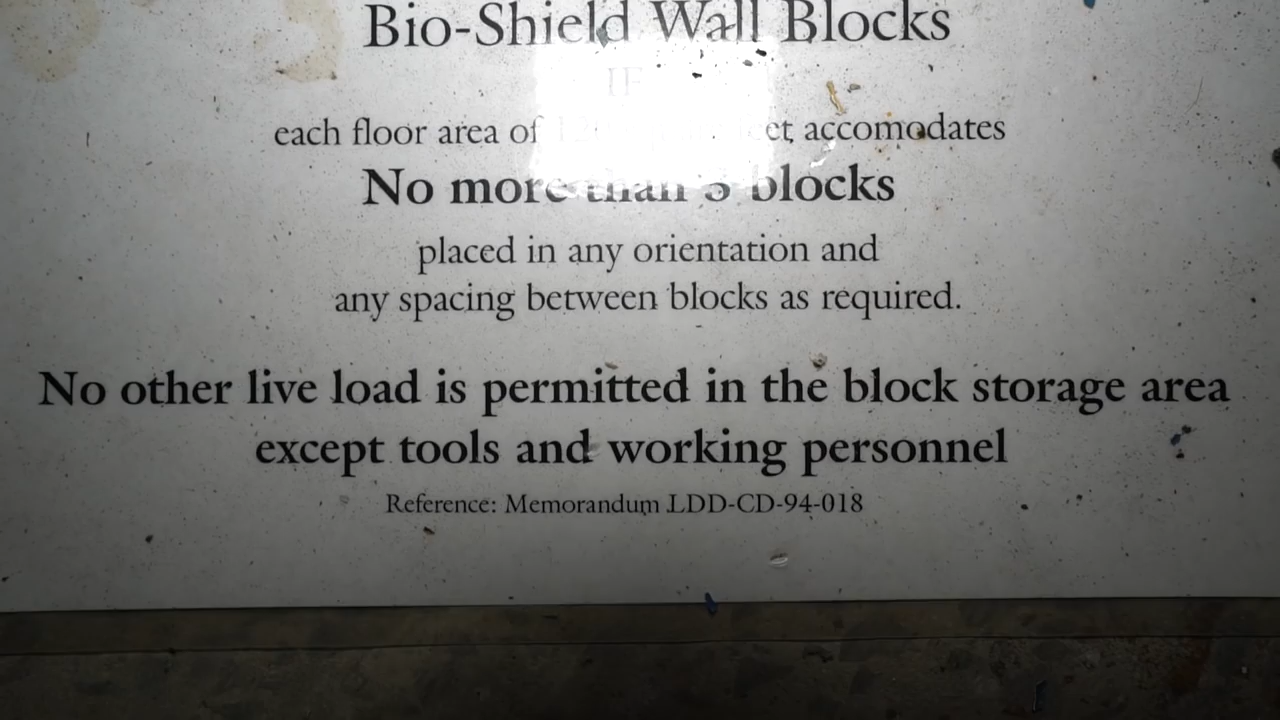 Bio-Shield Wall Blocks
IF
each floor area of accomodates
No more than blocks
placed in any orientation and
any spacing between blocks as required.
No other live load is permitted in the block storage area
except tools and working personnel
Reference: Memorandum LDD-CD-94-018